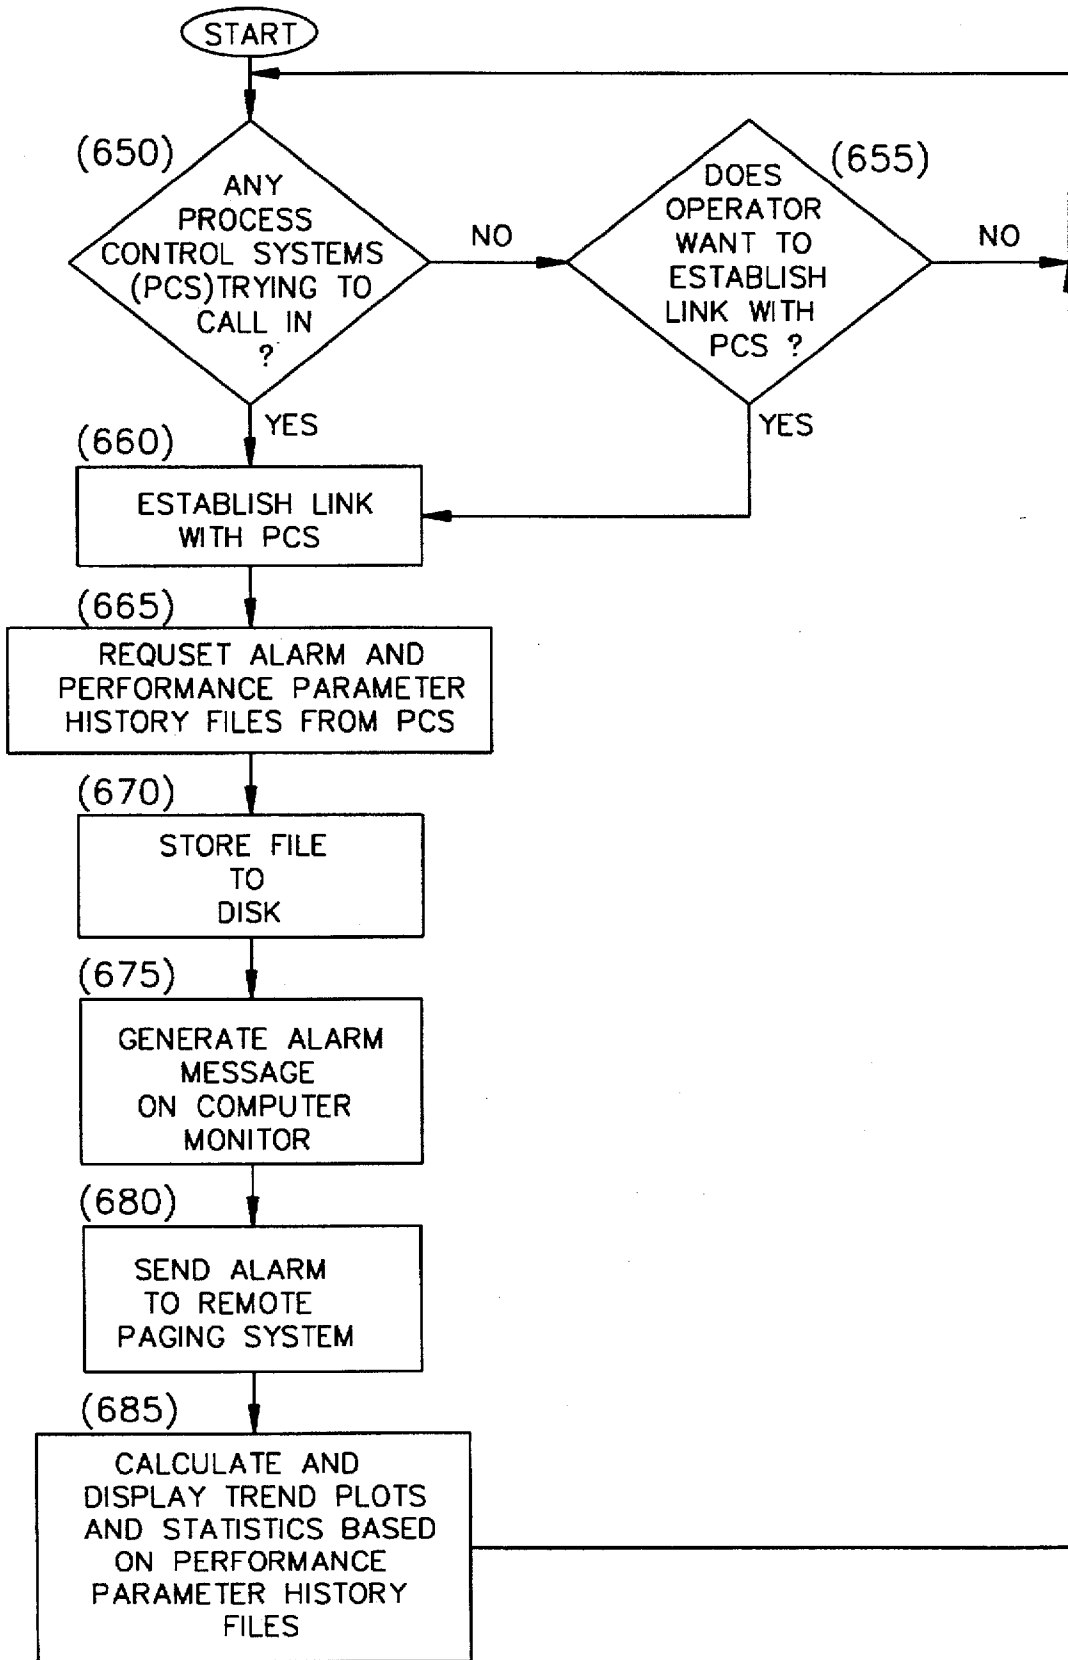 START
(650)
ANY
PROCESS
CONTROL SYSTEMS
(PCS)TRYING TO
CALL IN
?
NO
(655)
DOES
OPERATOR
WANT TO
ESTABLISH
LINK WITH
PCS ?
NO
YES
YES
(660)
ESTABLISH LINK
WITH PCS
(665)
REQUSET ALARM AND
PERFORMANCE PARAMETER
HISTORY FILES FROM PCS
(670)
STORE FILE
TO
DISK
(675)
GENERATE ALARM
MESSAGE
ON COMPUTER
MONITOR
(680)
SEND ALARM
TO REMOTE
PAGING SYSTEM
(685)
CALCULATE AND
DISPLAY TREND PLOTS
AND STATISTICS BASED
ON PERFORMANCE
PARAMETER HISTORY
FILES